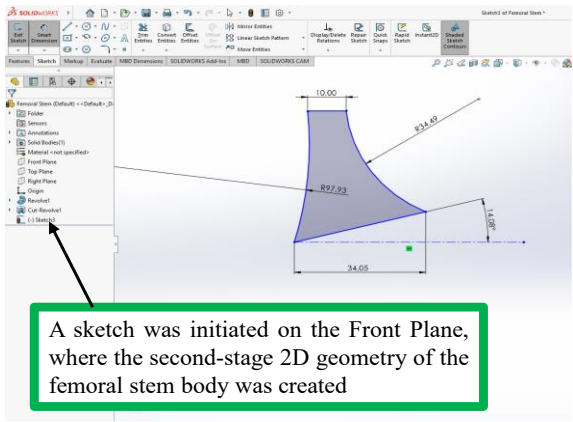 SOLIDWORKS
Sketch3 of Femoral Stem *
Exit Sketch
Smart Dimension
Trim Entities
Convert Entities
Offset Entities
Mirror Entities
Linear Sketch Pattern
Move Entities
Display/Delete Relations
Repair Sketch
Quick Snaps
Rapid Sketch
Instant2D
Shaded Sketch Contours
Features Sketch Markup Evaluate MBD Dimensions SOLIDWORKS Add-Ins MBD SOLIDWORKS CAM
Femoral Stem (Default) <<Default>_Di
Folder
Sensors
Annotations
Solid Bodies(1)
Material <not specified>
Front Plane
Top Plane
Right Plane
Origin
Revolve1
Cut-Revolve1
(-) Sketch3
10.00
R34.49
R97.93
14.08°
34.05
A sketch was initiated on the Front Plane,
where the second-stage 2D geometry of the
femoral stem body was created